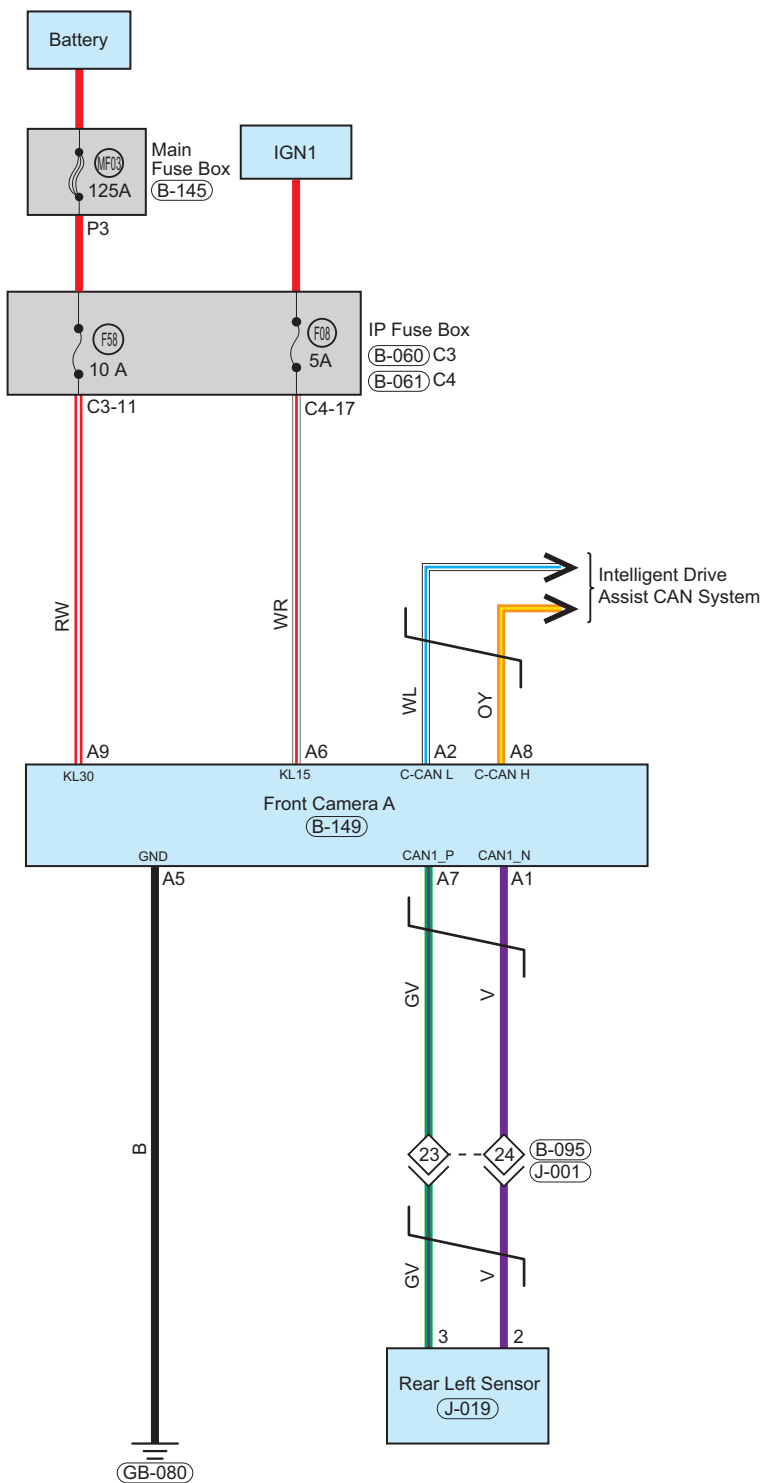 Battery
MF03
125A
Main
Fuse Box
B-145
IGN1
P3
F58
10 A
F08
5A
IP Fuse Box
B-060 C3
B-061 C4
C3-11
C4-17
Intelligent Drive
Assist CAN System
RW
WR
WL
OY
A9
A6
A2
A8
KL30
KL15
C-CAN L
C-CAN H
Front Camera A
B-149
GND
CAN1_P
CAN1_N
A5
A7
A1
GV
V
B
23
24
B-095
J-001
GV
V
3
2
Rear Left Sensor
J-019
GB-080